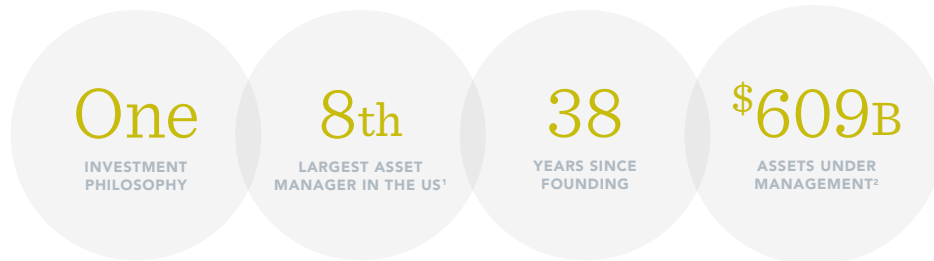 One
INVESTMENT
PHILOSOPHY
8th
LARGEST ASSET
MANAGER IN THE US¹
38
YEARS SINCE
FOUNDING
$609B
ASSETS UNDER
MANAGEMENT²